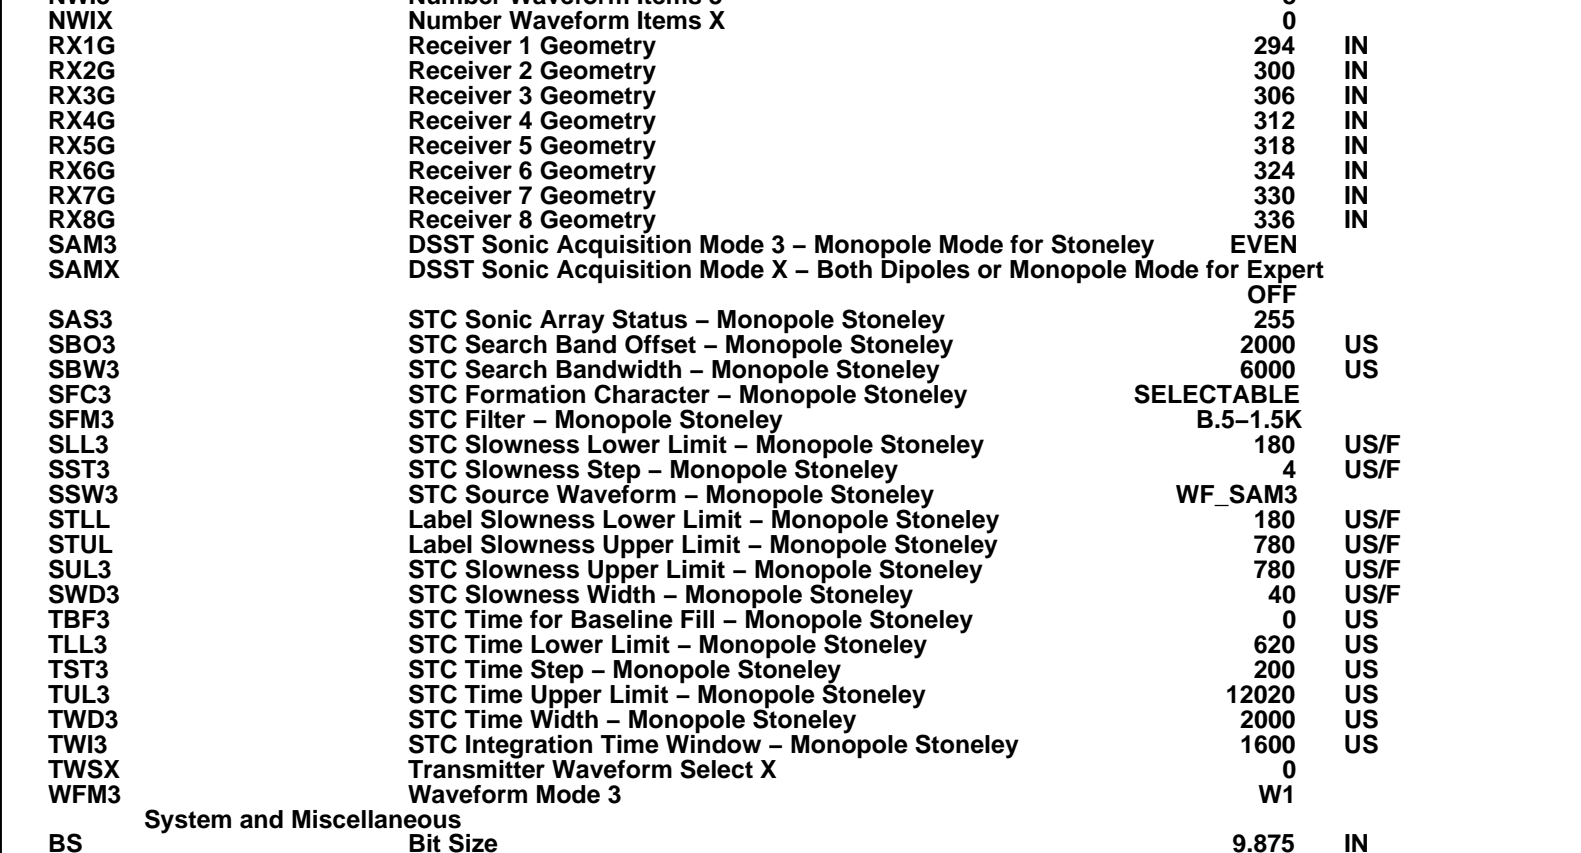 NWIX Number Waveform Items X 0
RX1G Receiver 1 Geometry 294 IN
RX2G Receiver 2 Geometry 300 IN
RX3G Receiver 3 Geometry 306 IN
RX4G Receiver 4 Geometry 312 IN
RX5G Receiver 5 Geometry 318 IN
RX6G Receiver 6 Geometry 324 IN
RX7G Receiver 7 Geometry 330 IN
RX8G Receiver 8 Geometry 336 IN
SAM3 DSST Sonic Acquisition Mode 3 – Monopole Mode for Stoneley EVEN
SAMX DSST Sonic Acquisition Mode X – Both Dipoles or Monopole Mode for Expert
OFF
SAS3 STC Sonic Array Status – Monopole Stoneley 255
SBO3 STC Search Band Offset – Monopole Stoneley 2000 US
SBW3 STC Search Bandwidth – Monopole Stoneley 6000 US
SFC3 STC Formation Character – Monopole Stoneley SELECTABLE
SFM3 STC Filter – Monopole Stoneley B.5–1.5K
SLL3 STC Slowness Lower Limit – Monopole Stoneley 180 US/F
SST3 STC Slowness Step – Monopole Stoneley 4 US/F
SSW3 STC Source Waveform – Monopole Stoneley WF_SAM3
STLL Label Slowness Lower Limit – Monopole Stoneley 180 US/F
STUL Label Slowness Upper Limit – Monopole Stoneley 780 US/F
SUL3 STC Slowness Upper Limit – Monopole Stoneley 780 US/F
SWD3 STC Slowness Width – Monopole Stoneley 40 US/F
TBF3 STC Time for Baseline Fill – Monopole Stoneley 0 US
TLL3 STC Time Lower Limit – Monopole Stoneley 620 US
TST3 STC Time Step – Monopole Stoneley 200 US
TUL3 STC Time Upper Limit – Monopole Stoneley 12020 US
TWD3 STC Time Width – Monopole Stoneley 2000 US
TWI3 STC Integration Time Window – Monopole Stoneley 1600 US
TWSX Transmitter Waveform Select X 0
WFM3 Waveform Mode 3 W1
System and Miscellaneous
BS Bit Size 9.875 IN